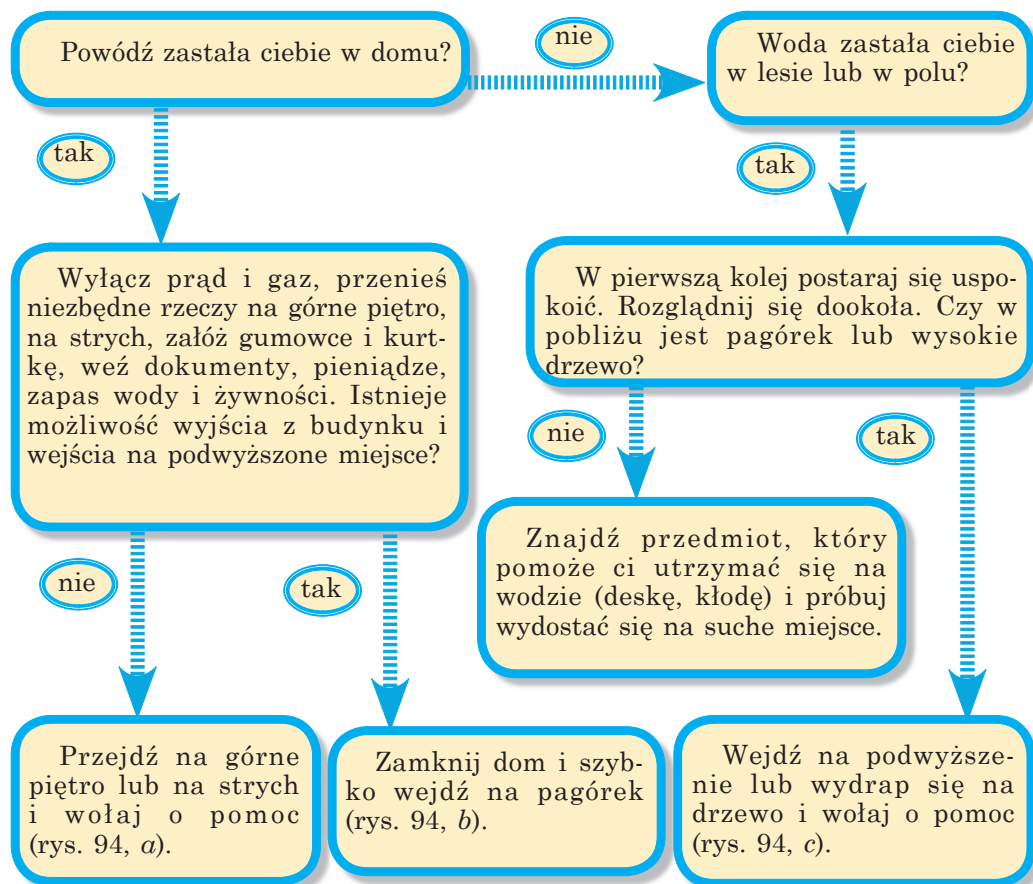 Powódź zastała ciebie w domu?
nie
Woda zastała ciebie
w lesie lub w polu?
tak
tak
Wyłącz prąd i gaz, przenieś
niezbędne rzeczy na górne piętro,
na strych, załóż gumowce i kurt-
kę, weź dokumenty, pieniądze,
zapas wody i żywności. Istnieje
możliwość wyjścia z budynku i
wejścia na podwyższone miejsce?
W pierwszą kolej postaraj się uspo-
koić. Rozglądnij się dookoła. Czy w
pobliżu jest pagórek lub wysokie
drzewo?
nie
tak
Znajdź przedmiot, który
pomoże ci utrzymać się na
wodzie (deskę, kłodę) i próbuj
wydostać się na suche miejsce.
nie
tak
Przejdź na górne
piętro lub na strych
i wołaj o pomoc
(rys. 94, a).
Zamknij dom i szyb-
ko wejdź na pagórek
(rys. 94, b).
Wejdź na podwyższe-
nie lub wydrap się na
drzewo i wołaj o pomoc
(rys. 94, c).